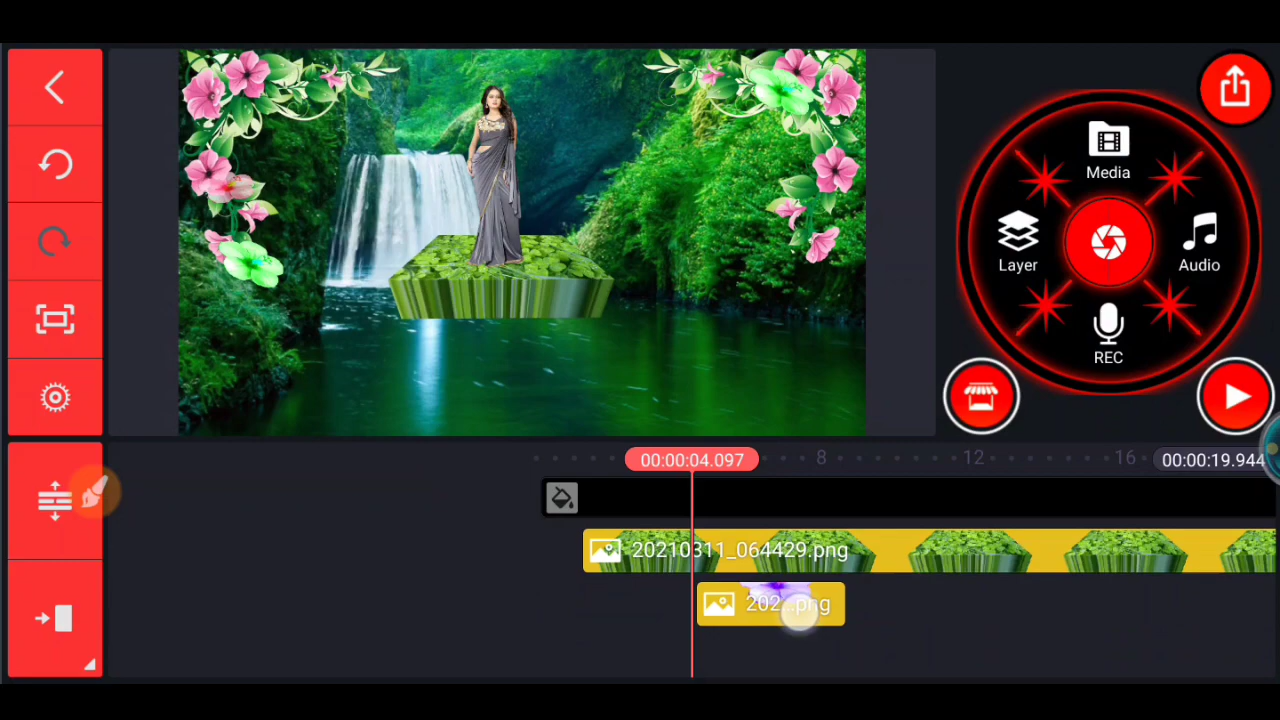 Media
Layer
Audio
REC
00:00:04.097
8
12
16
00:00:19.944
20210311_064429.png
202...png